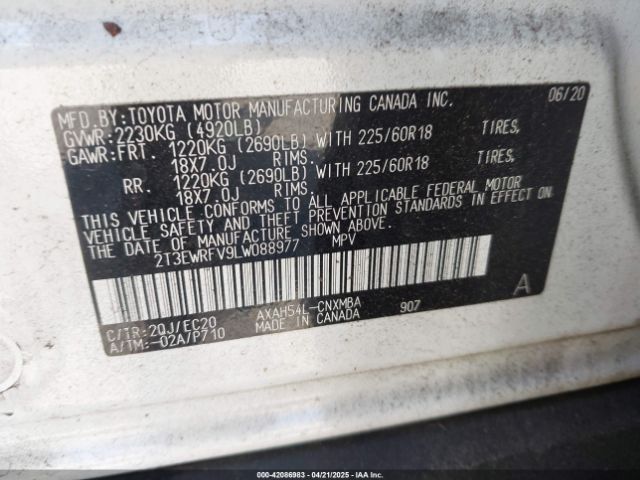 MFD.BY:TOYOTA MOTOR MANUFACTURING CANADA INC. 06/20
GVWR:2230KG (4920LB)
GAWR:FRT. 1220KG (2690LB) WITH 225/60R18 TIRES,
18X7.0J RIMS.
RR. 1220KG (2690LB) WITH 225/60R18 TIRES,
18X7.0J RIMS.
THIS VEHICLE CONFORMS TO ALL APPLICABLE FEDERAL MOTOR
VEHICLE SAFETY AND THEFT PREVENTION STANDARDS IN EFFECT ON
THE DATE OF MANUFACTURE SHOWN ABOVE.
2T3EWRFV9LW088977 MPV
A
C/TR:2QJ/EC20 AXAH54L-CNXMBA 907
A/TM:-02A/P710 MADE IN CANADA
000-42086983 - 04/21/2025 - IAAI.com